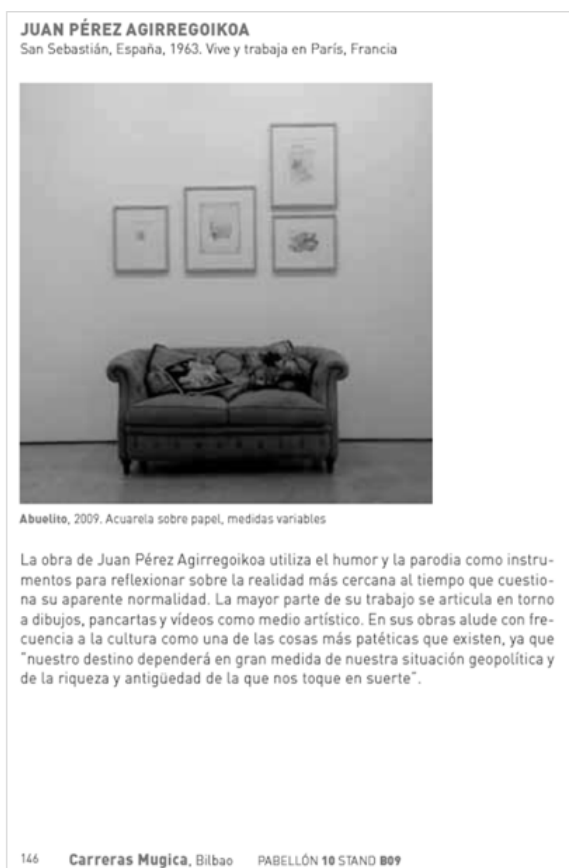 JUAN PÉREZ AGIRREGOIKOA
San Sebastián, España, 1963. Vive y trabaja en París, Francia
Abuelito, 2009. Acuarela sobre papel, medidas variables
La obra de Juan Pérez Agirregoikoa utiliza el humor y la parodia como instru-
mentos para reflexionar sobre la realidad más cercana al tiempo que cuestio-
na su aparente normalidad. La mayor parte de su trabajo se articula en torno
a dibujos, pancartas y vídeos como medio artístico. En sus obras alude con fre-
cuencia a la cultura como una de las cosas más patéticas que existen, ya que
"nuestro destino dependerá en gran medida de nuestra situación geopolítica y
de la riqueza y antigüedad de la que nos toque en suerte".
146 Carreras Mugica, Bilbao PABELLÓN 10 STAND B09